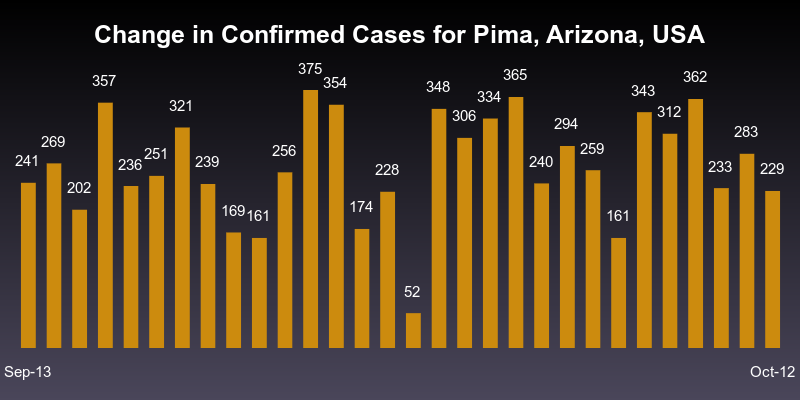 Change in Confirmed Cases for Pima, Arizona, USA
241 269 202 357 236 251 321 239 169 161 256 375 354 174 228 52 348 306 334 365 240 294 259 161 343 312 362 233 283 229
Sep-13 Oct-12